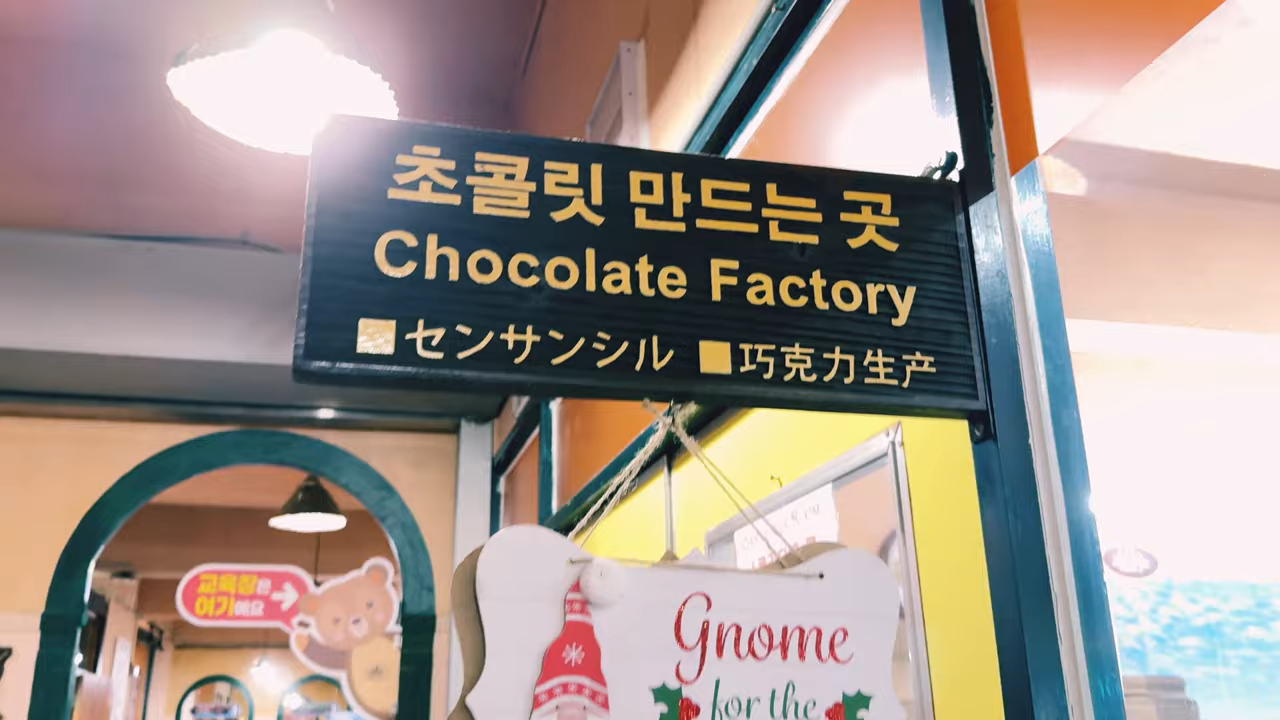 초콜릿 만드는 곳
Chocolate Factory
■センサンシル ■巧克力生产
교육장은
여기예요
Gnome
for the